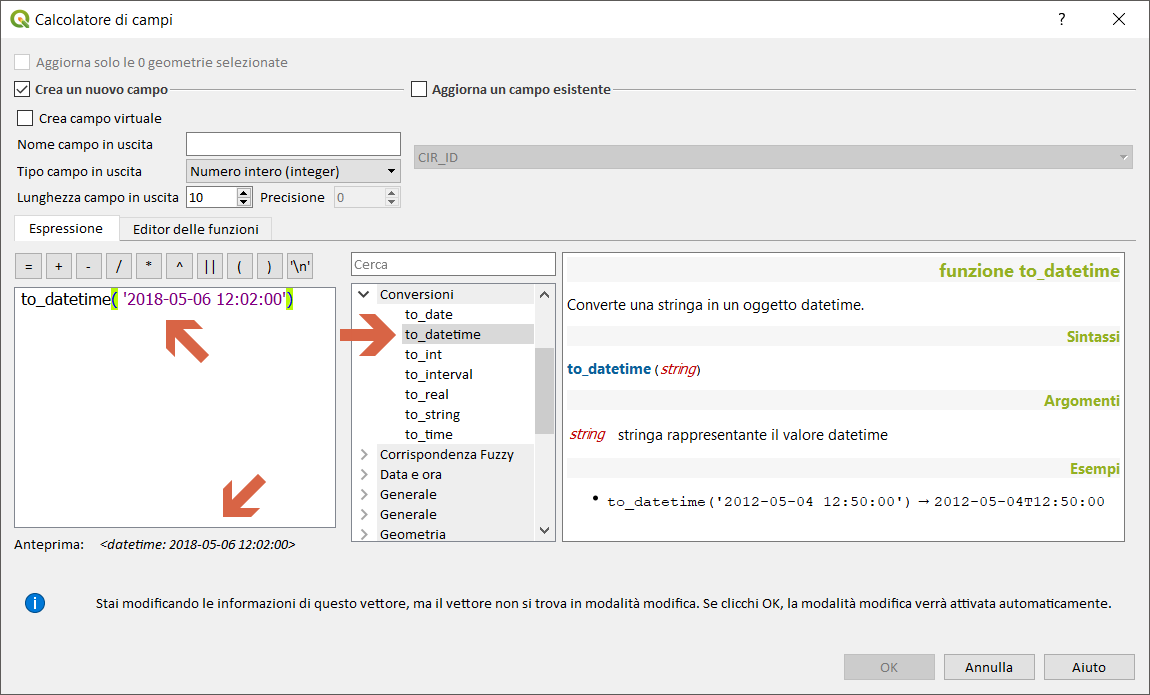 Calcolatore di campi
?
Aggiorna solo le 0 geometrie selezionate
Crea un nuovo campo
Aggiorna un campo esistente
Crea campo virtuale
Nome campo in uscita
CIR_ID
Tipo campo in uscita Numero intero (integer)
Lunghezza campo in uscita 10 Precisione 0
Espressione Editor delle funzioni
= + - / * ^ || ( ) '\n'
to_datetime( '2018-05-06 12:02:00')
Anteprima: <datetime: 2018-05-06 12:02:00>
Cerca
Conversioni
to_date
to_datetime
to_int
to_interval
to_real
to_string
to_time
Corrispondenza Fuzzy
Data e ora
Generale
Generale
Geometria
funzione to_datetime
Converte una stringa in un oggetto datetime.
Sintassi
to_datetime (string)
Argomenti
string stringa rappresentante il valore datetime
Esempi
• to_datetime('2012-05-04 12:50:00') → 2012-05-04T12:50:00
i
Stai modificando le informazioni di questo vettore, ma il vettore non si trova in modalità modifica. Se clicchi OK, la modalità modifica verrà attivata automaticamente.
OK Annulla Aiuto